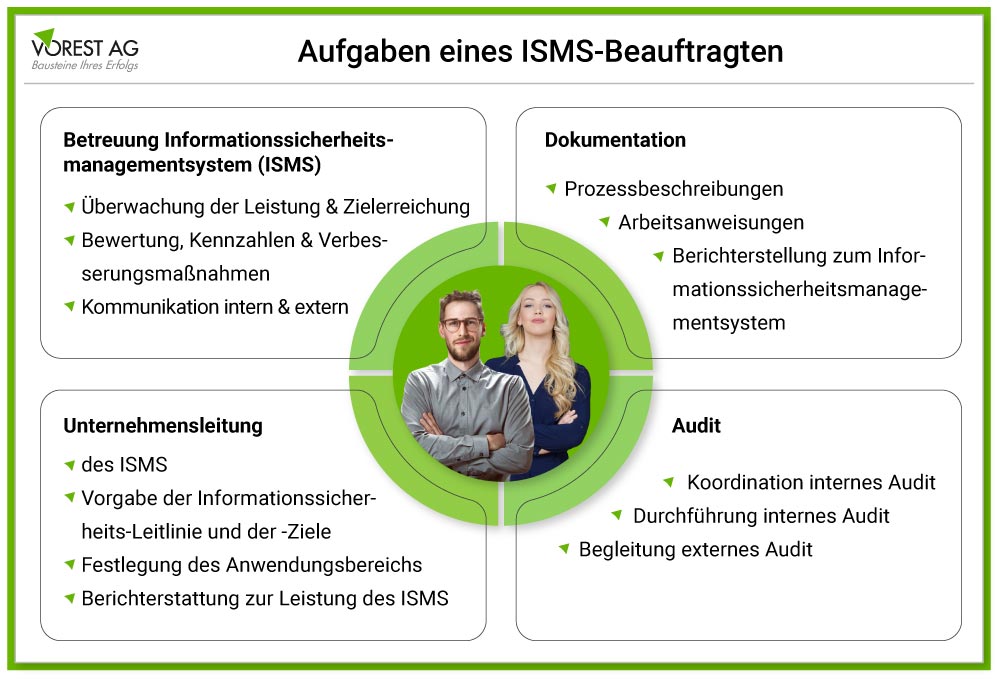 VOREST AG
Bausteine Ihres Erfolgs
Aufgaben eines ISMS-Beauftragten
Betreuung Informationssicherheits-
managementsystem (ISMS)
Überwachung der Leistung & Zielerreichung
Bewertung, Kennzahlen & Verbes-
serungsmaßnahmen
Kommunikation intern & extern
Dokumentation
Prozessbeschreibungen
Arbeitsanweisungen
Berichterstellung zum Infor-
mationssicherheitsmanage-
mentsystem
Unternehmensleitung
des ISMS
Vorgabe der Informationssicher-
heits-Leitlinie und der -Ziele
Festlegung des Anwendungsbereichs
Berichterstattung zur Leistung des ISMS
Audit
Koordination internes Audit
Durchführung internes Audit
Begleitung externes Audit